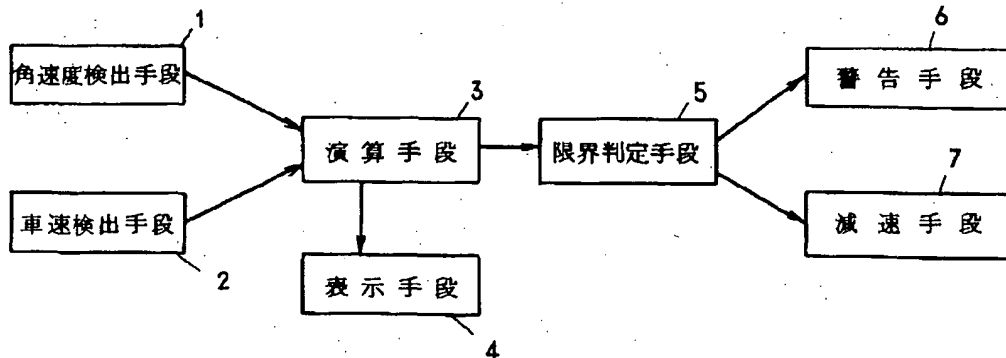 1
角速度検出手段
2
車速検出手段
3
演算手段
4
表示手段
5
限界判定手段
6
警告手段
7
減速手段